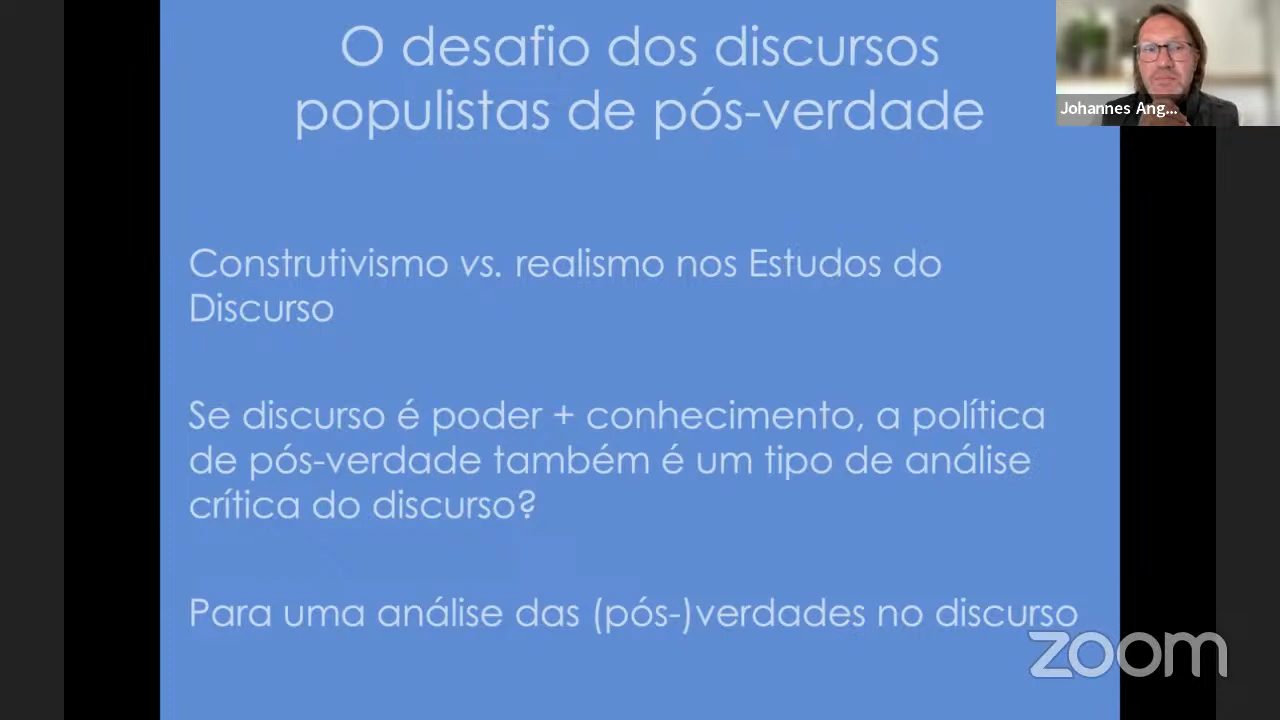 O desafio dos discursos
populistas de pós-verdade
Johannes Ang...
Construtivismo vs. realismo nos Estudos do
Discurso
Se discurso é poder + conhecimento, a política
de pós-verdade também é um tipo de análise
crítica do discurso?
Para uma análise das (pós-)verdades no discurso
zoom